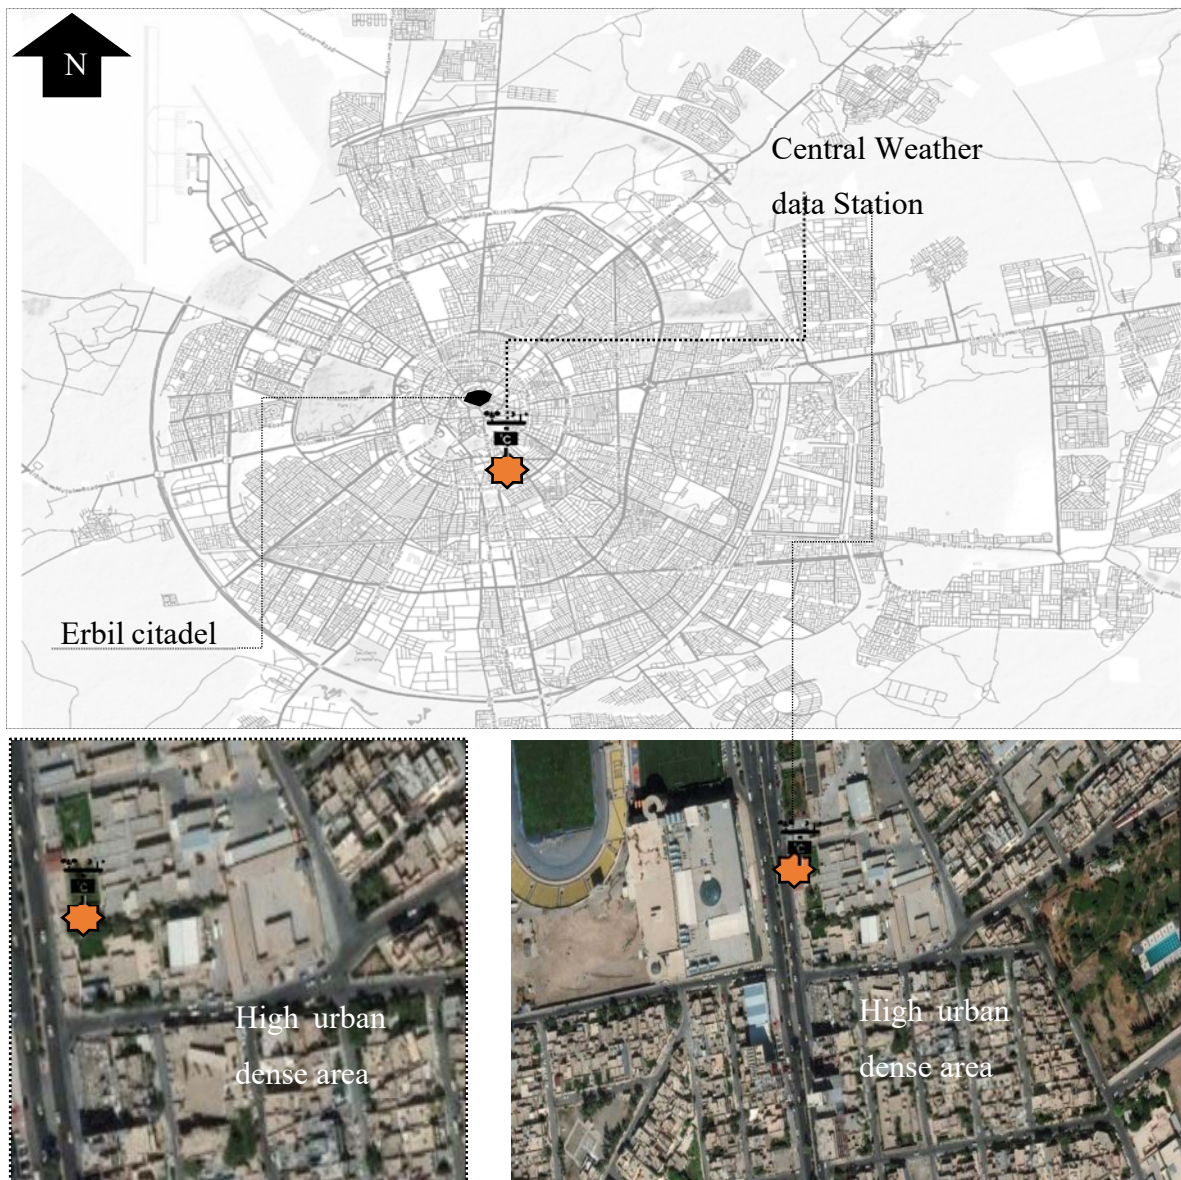 N
Central Weather
data Station
Erbil citadel
°C
°C
°C
High urban
dense area
High urban
dense area